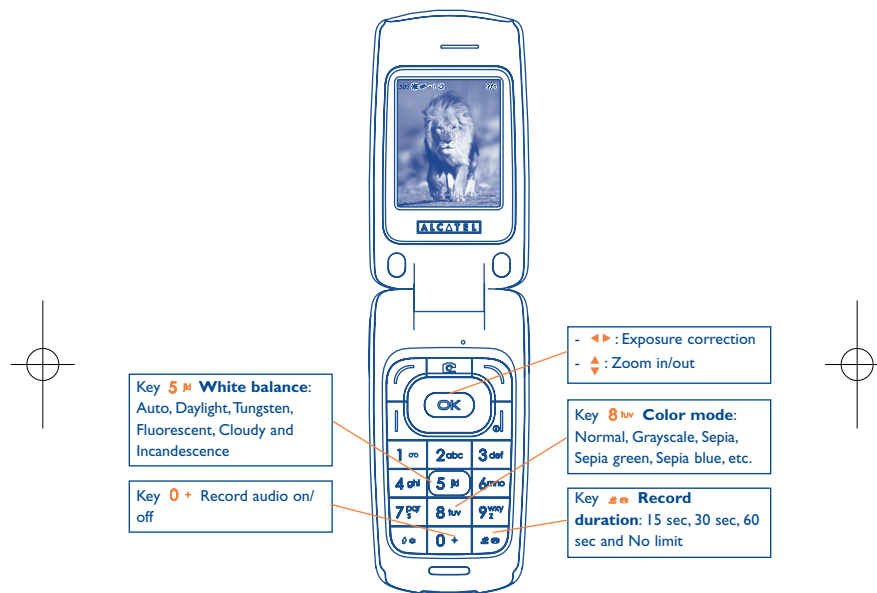 ALCATEL
- ◄► : Exposure correction
- ▲▼ : Zoom in/out
OK
Key 5 jkl White balance:
Auto, Daylight, Tungsten,
Fluorescent, Cloudy and
Incandescence
Key 8 tuv Color mode:
Normal, Grayscale, Sepia,
Sepia green, Sepia blue, etc.
1 2abc 3def
4ghi 5jkl 6mno
7pqrs 8tuv 9wxyz
0 +
Key 0 + Record audio on/
off
Key Record
duration: 15 sec, 30 sec, 60
sec and No limit